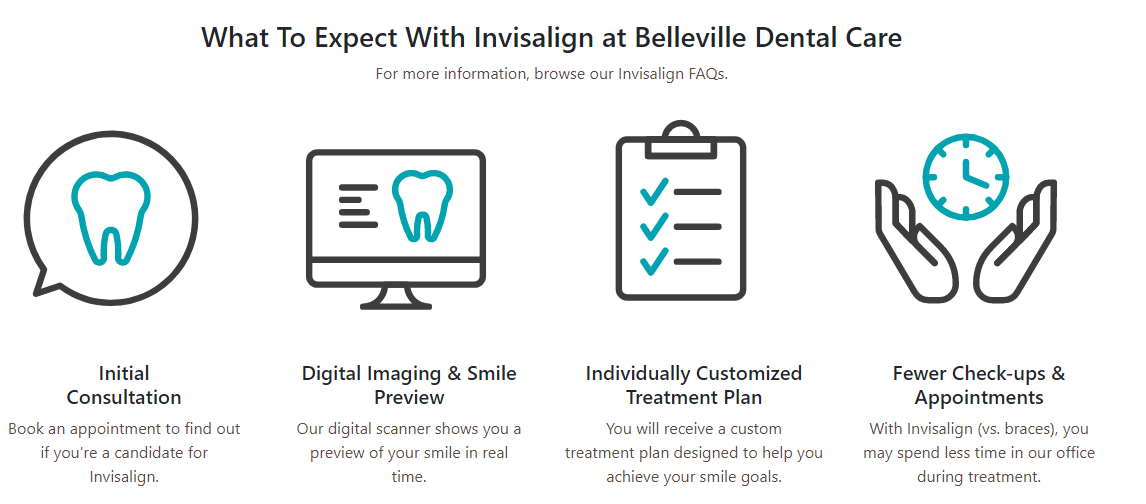 What To Expect With Invisalign at Belleville Dental Care
For more information, browse our Invisalign FAQs.
Initial
Consultation
Book an appointment to find out
if you're a candidate for
Invisalign.
Digital Imaging & Smile
Preview
Our digital scanner shows you a
preview of your smile in real
time.
Individually Customized
Treatment Plan
You will receive a custom
treatment plan designed to help you
achieve your smile goals.
Fewer Check-ups &
Appointments
With Invisalign (vs. braces), you
may spend less time in our office
during treatment.